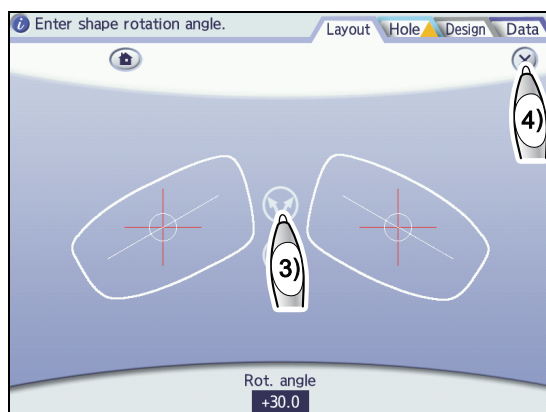 Enter shape rotation angle.
Layout Hole Design Data
4)
3)
Rot. angle
+30.0